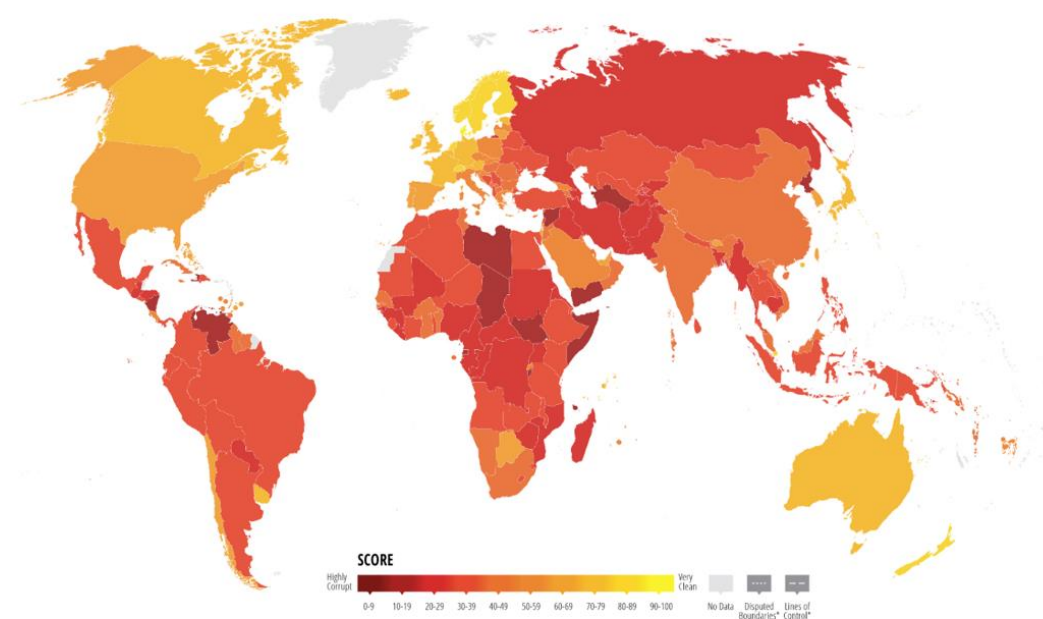 SCORE
Highly
Corrupt
Very
Clean
0-9 10-19 20-29 30-39 40-49 50-59 60-69 70-79 80-89 90-100
No Data
Disputed
Boundaries*
Lines of
Control*